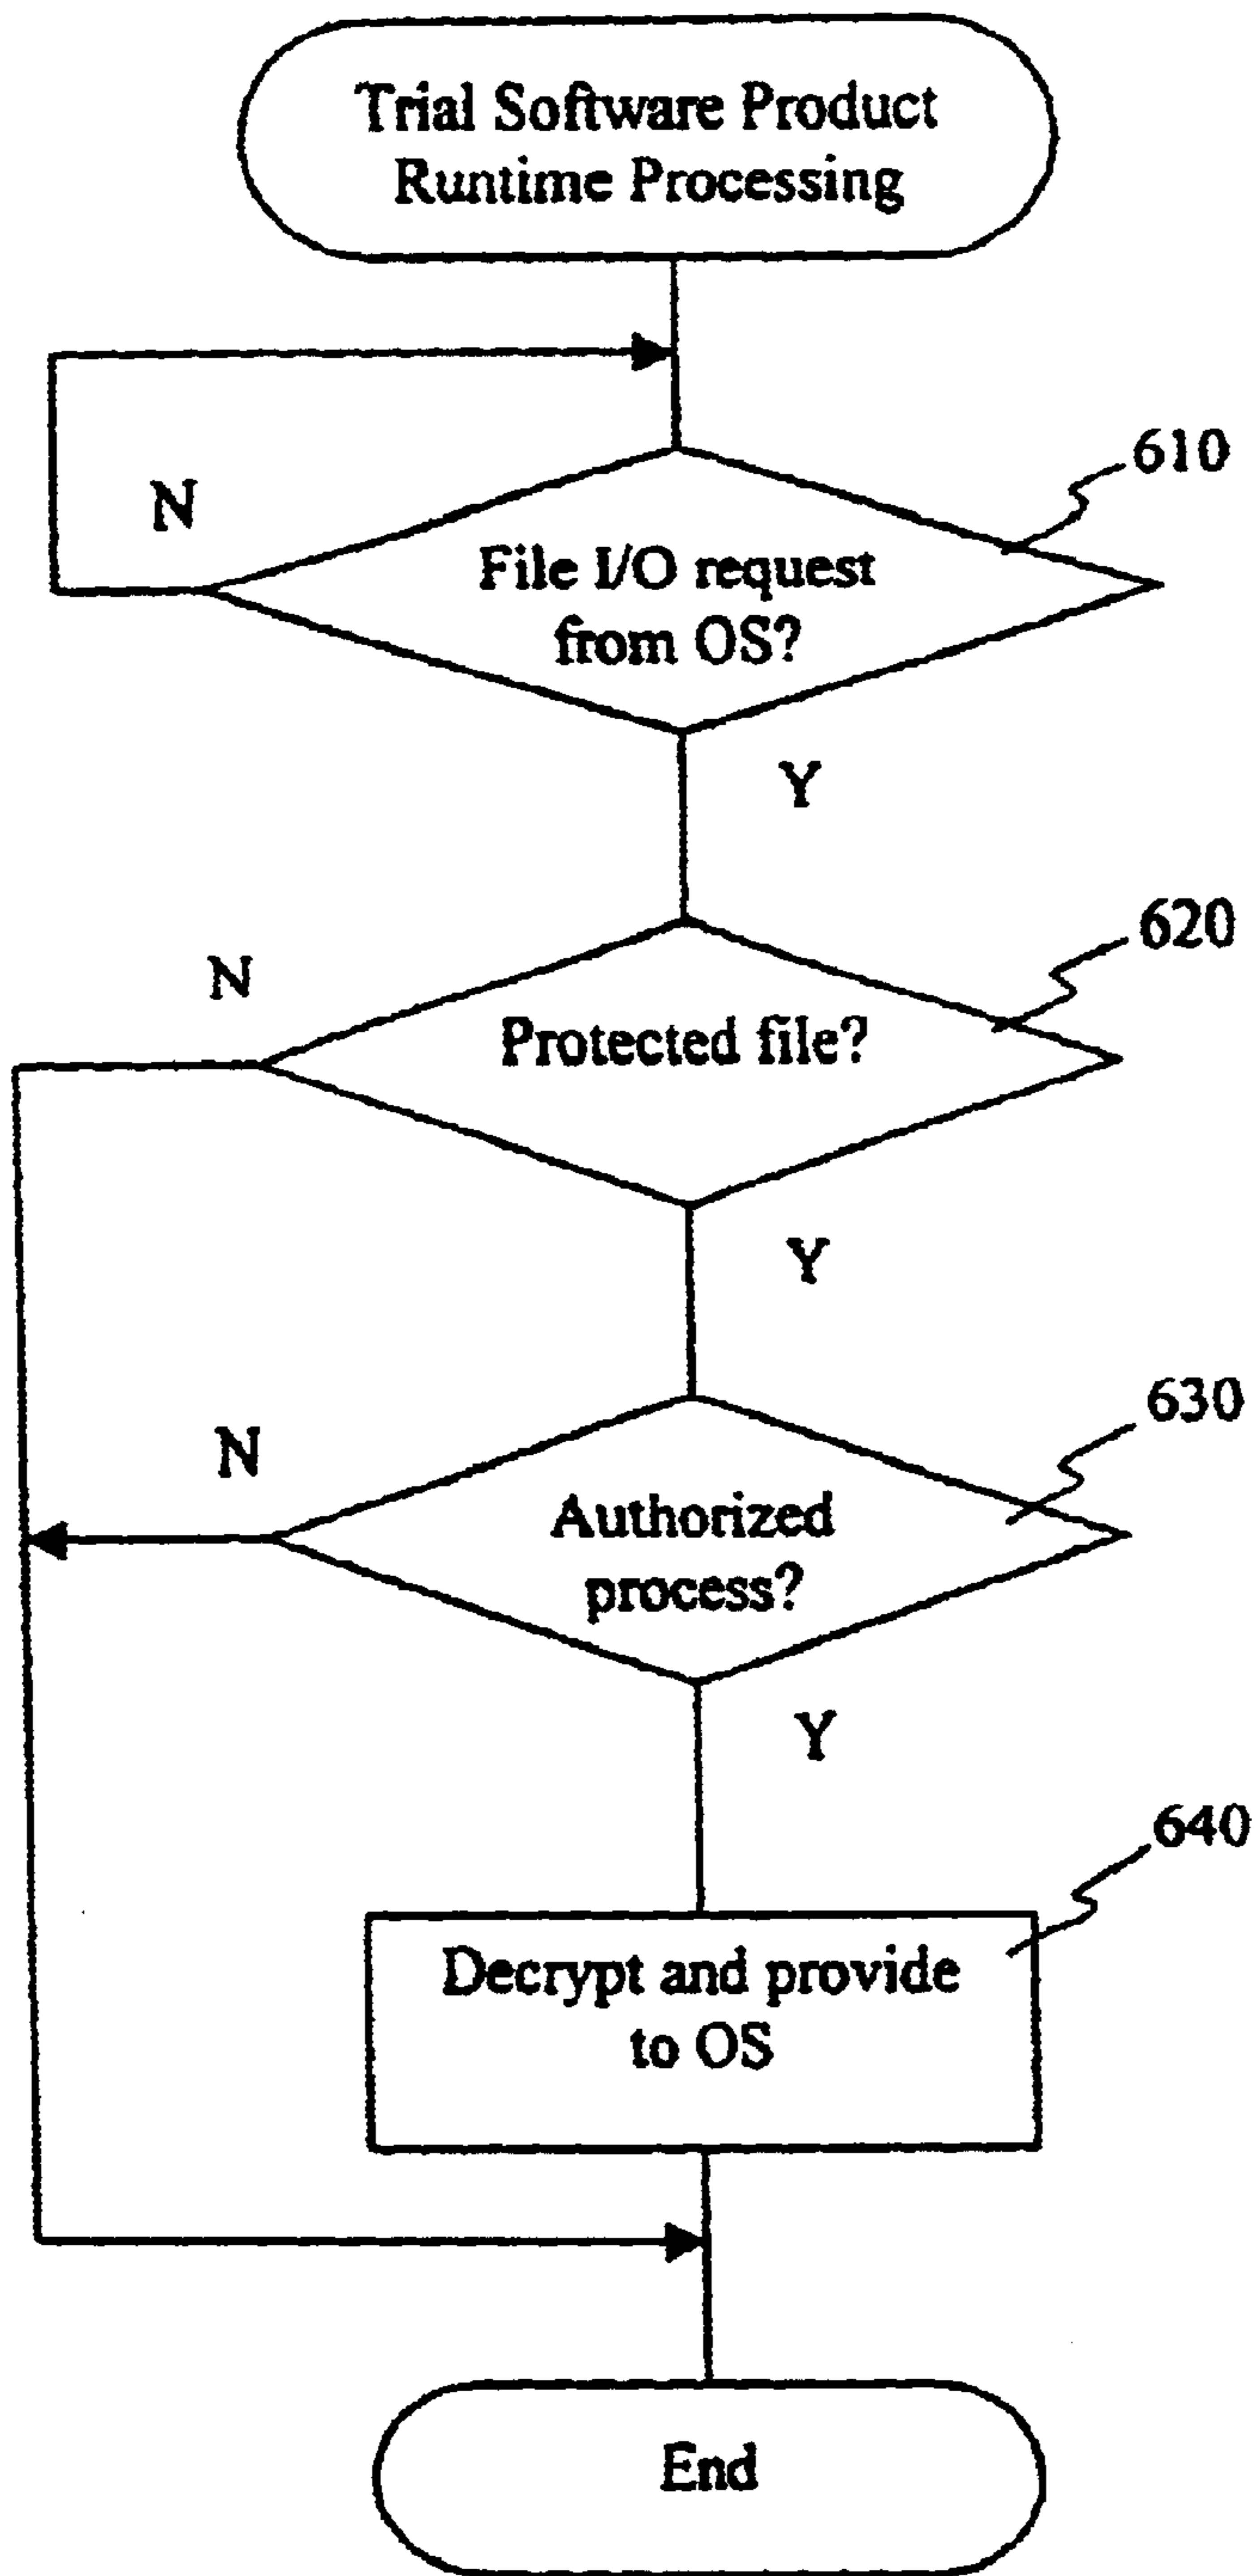 Trial Software Product
Runtime Processing
610
N
File I/O request
from OS?
Y
620
N
Protected file?
Y
630
N
Authorized
process?
Y
640
Decrypt and provide
to OS
End